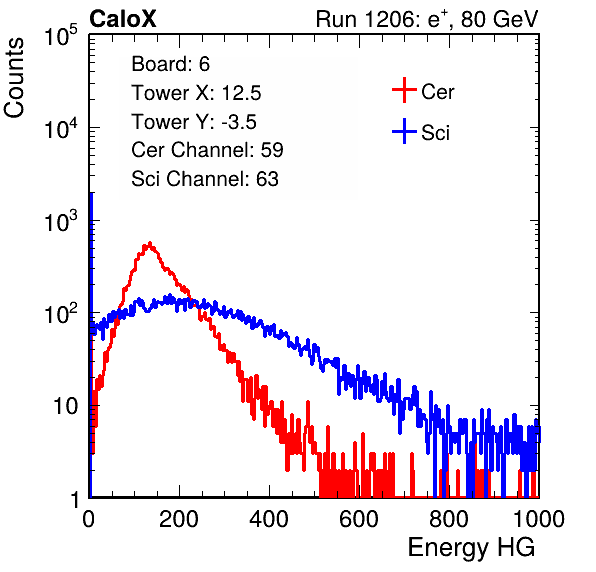 CaloX Run 1206: e⁺, 80 GeV
Counts
Board: 6
Tower X: 12.5
Tower Y: -3.5
Cer Channel: 59
Sci Channel: 63
Cer
Sci
10⁵
10⁴
10³
10²
10
1
0 200 400 600 800 1000
Energy HG